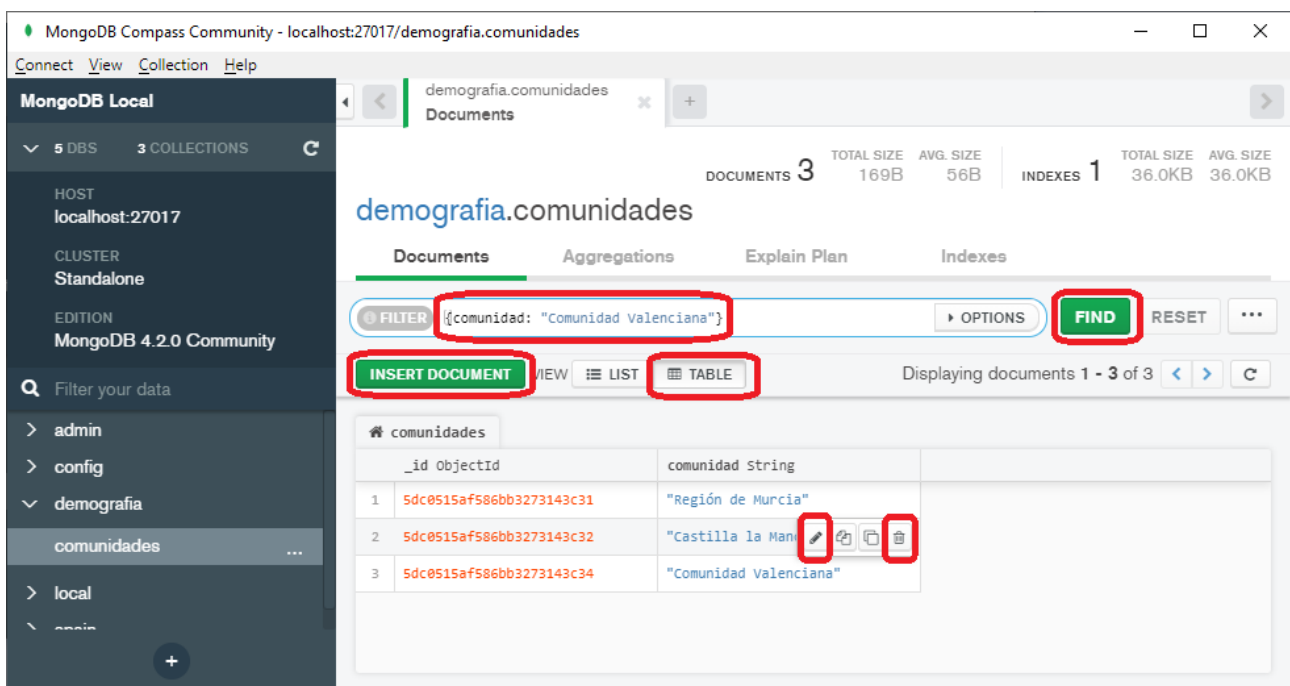 MongoDB Compass Community - localhost:27017/demografia.comunidades
Connect View Collection Help
MongoDB Local
5 DBS 3 COLLECTIONS
HOST
localhost:27017
CLUSTER
Standalone
EDITION
MongoDB 4.2.0 Community
Filter your data
admin
config
demografia
comunidades ...
local
+
demografia.comunidades
Documents
+
DOCUMENTS 3 TOTAL SIZE 169B AVG. SIZE 56B INDEXES 1 TOTAL SIZE 36.0KB AVG. SIZE 36.0KB
demografia.comunidades
Documents Aggregations Explain Plan Indexes
FILTER {comunidad: "Comunidad Valenciana"} OPTIONS FIND RESET ...
INSERT DOCUMENT VIEW LIST TABLE Displaying documents 1 - 3 of 3
comunidades
_id ObjectId comunidad String
1 5dc0515af586bb3273143c31 "Región de Murcia"
2 5dc0515af586bb3273143c32 "Castilla la Man
3 5dc0515af586bb3273143c34 "Comunidad Valenciana"